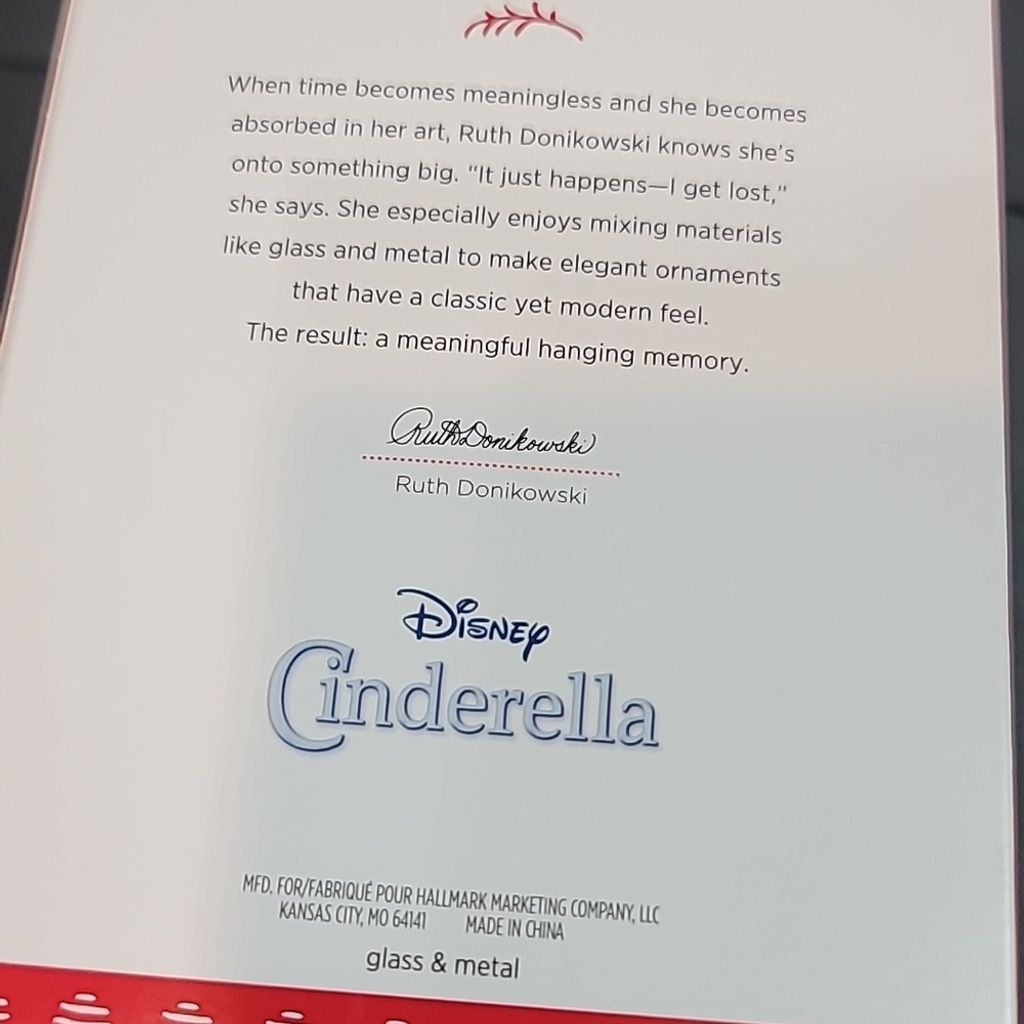 When time becomes meaningless and she becomes
absorbed in her art, Ruth Donikowski knows she's
onto something big. “It just happens—I get lost,”
she says. She especially enjoys mixing materials
like glass and metal to make elegant ornaments
that have a classic yet modern feel.
The result: a meaningful hanging memory.
Ruth Donikowski
Ruth Donikowski
Disney
Cinderella
MFD. FOR/FABRIQUÉ POUR HALLMARK MARKETING COMPANY, LLC
KANSAS CITY, MO 64141 MADE IN CHINA
glass & metal